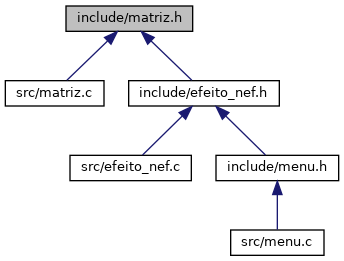 include/matriz.h
src/matriz.c
include/efeito_nef.h
src/efeito_nef.c
include/menu.h
src/menu.c